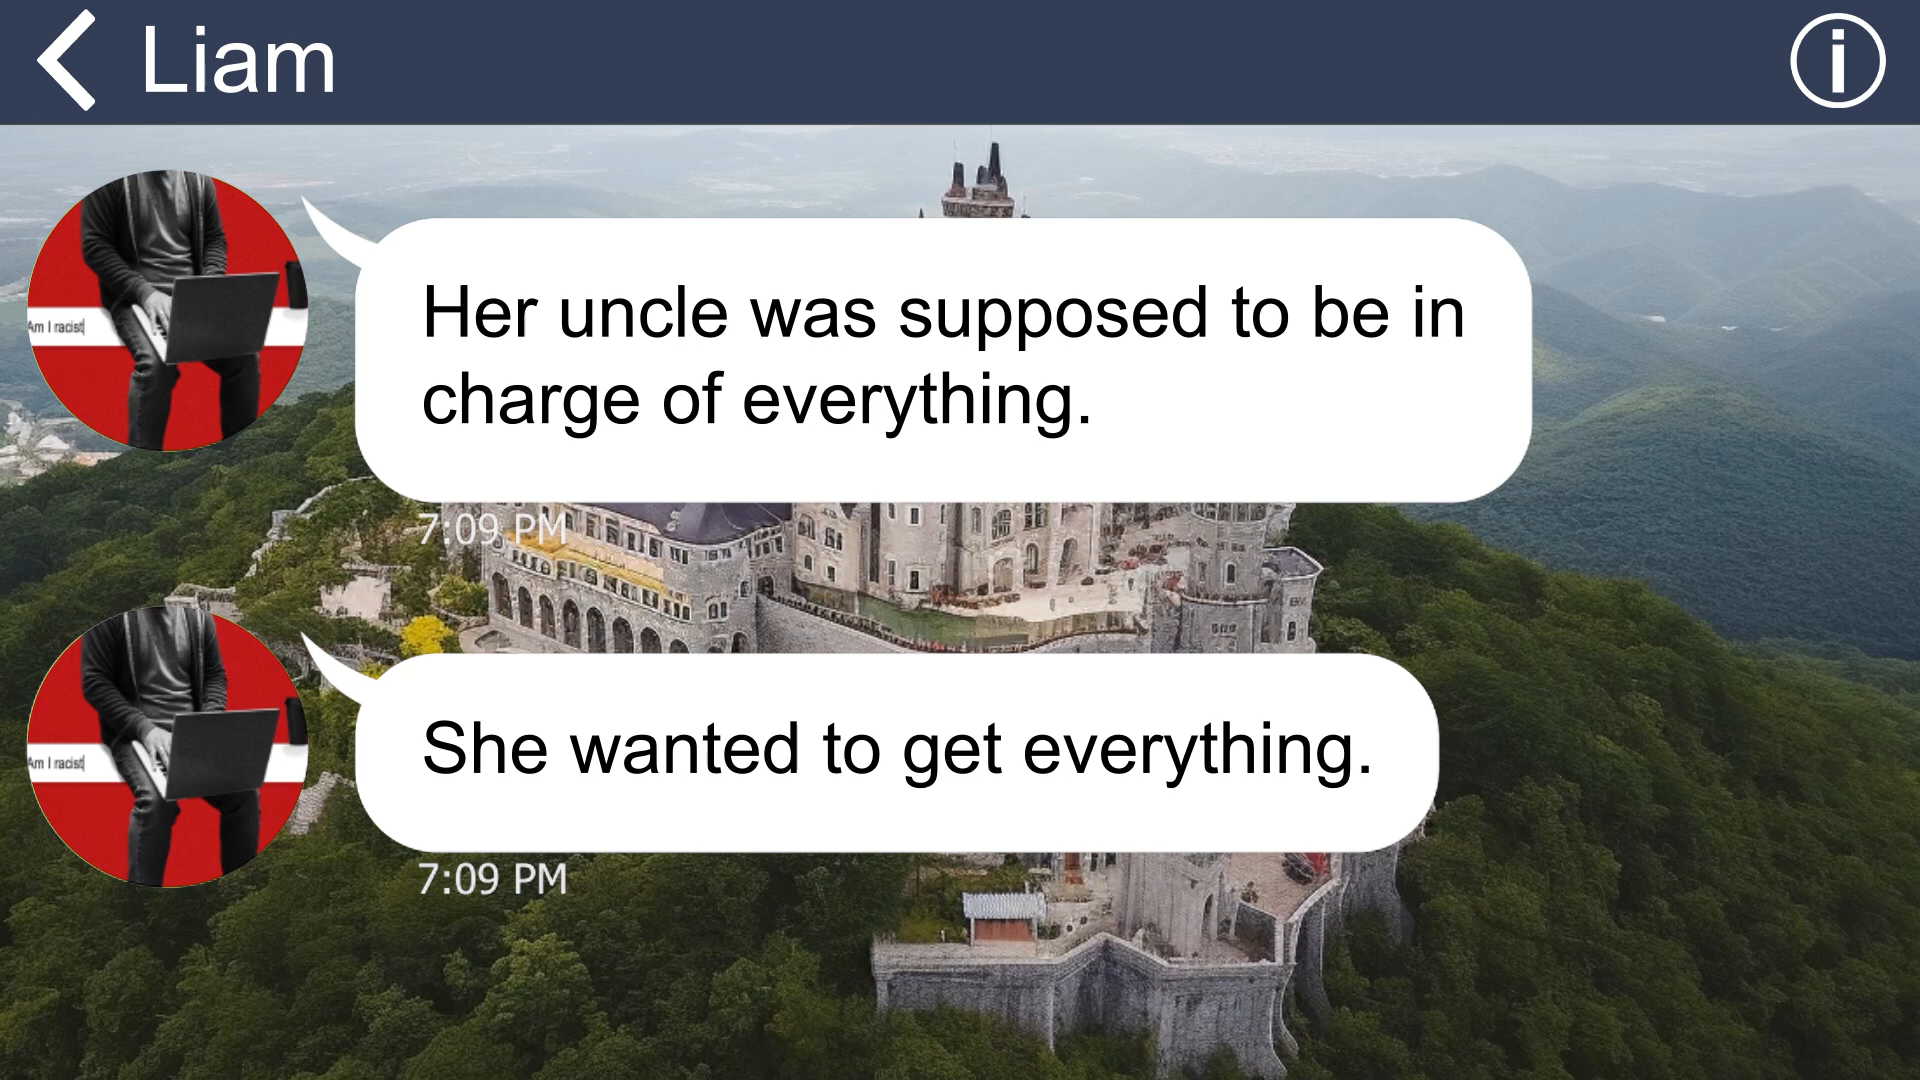 Liam
Am I racist
Her uncle was supposed to be in
charge of everything.
7:09 PM
Am I racist
She wanted to get everything.
7:09 PM